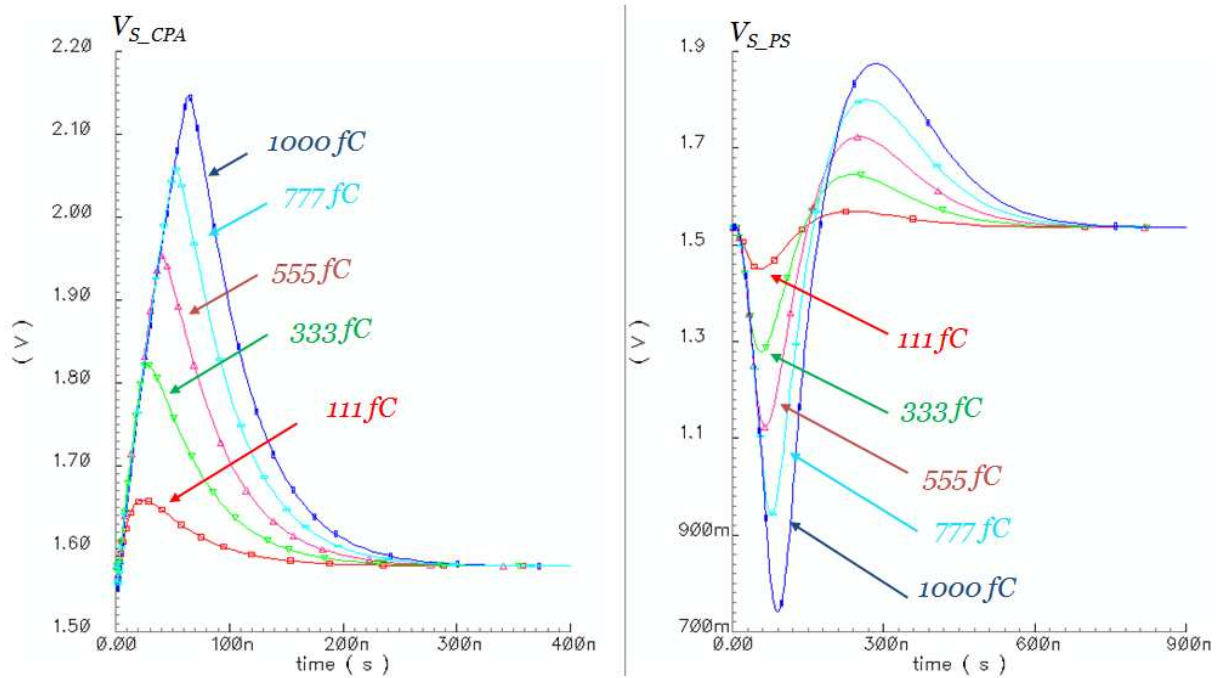 V_S_CPA
2.20
2.10
2.00
1.90
1.80
1.70
1.60
1.50
(V)
1000 fC
777 fC
555 fC
333 fC
111 fC
0.00 100n 200n 300n 400n
time (s)
V_S_PS
1.9
1.7
1.5
1.3
1.1
900m
700m
(V)
111 fC
333 fC
555 fC
777 fC
1000 fC
0.00 300n 600n 900n
time (s)